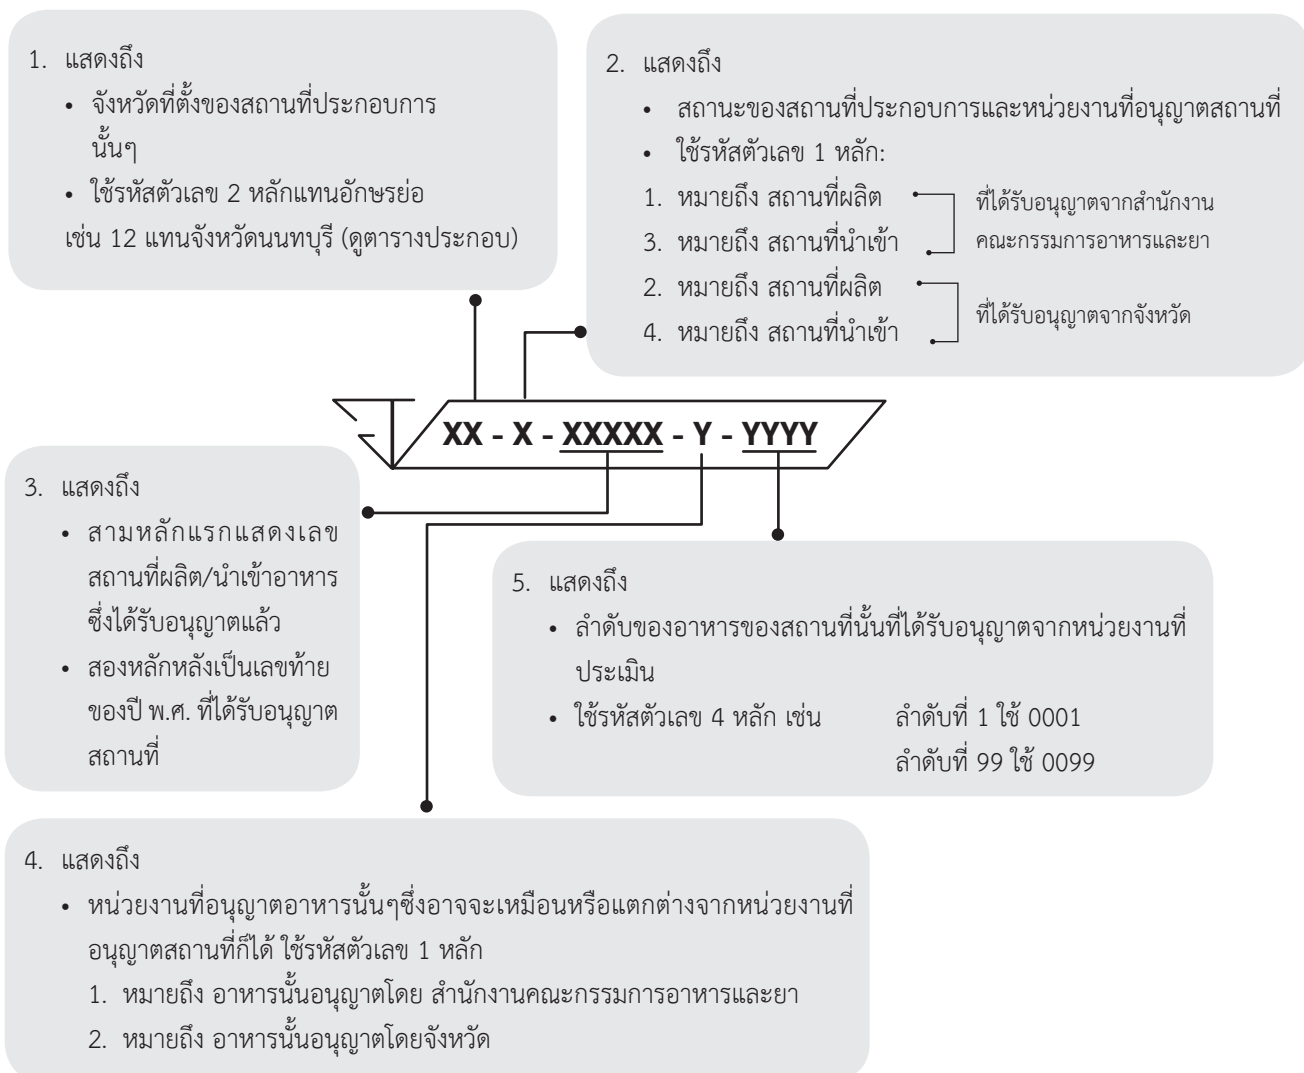 1. แสดงถึง
• จังหวัดที่ตั้งของสถานที่ประกอบการ
นั้นๆ
• ใช้รหัสตัวเลข 2 หลักแทนอักษรย่อ
เช่น 12 แทนจังหวัดนนทบุรี (ดูตารางประกอบ)
2. แสดงถึง
• สถานะของสถานที่ประกอบการและหน่วยงานที่อนุญาตสถานที่
• ใช้รหัสตัวเลข 1 หลัก:
1. หมายถึง สถานที่ผลิต
3. หมายถึง สถานที่นำเข้า
ที่ได้รับอนุญาตจากสำนักงาน
คณะกรรมการอาหารและยา
2. หมายถึง สถานที่ผลิต
4. หมายถึง สถานที่นำเข้า
ที่ได้รับอนุญาตจากจังหวัด
XX - X - XXXXX - Y - YYYY
3. แสดงถึง
• สามหลักแรกแสดงเลข
สถานที่ผลิต/นำเข้าอาหาร
ซึ่งได้รับอนุญาตแล้ว
• สองหลักหลังเป็นเลขท้าย
ของปี พ.ศ. ที่ได้รับอนุญาต
สถานที่
5. แสดงถึง
• ลำดับของอาหารของสถานที่นั้นที่ได้รับอนุญาตจากหน่วยงานที่
ประเมิน
• ใช้รหัสตัวเลข 4 หลัก เช่น ลำดับที่ 1 ใช้ 0001
ลำดับที่ 99 ใช้ 0099
4. แสดงถึง
• หน่วยงานที่อนุญาตอาหารนั้นๆซึ่งอาจจะเหมือนหรือแตกต่างจากหน่วยงานที่
อนุญาตสถานที่ก็ได้ ใช้รหัสตัวเลข 1 หลัก
1. หมายถึง อาหารนั้นอนุญาตโดย สำนักงานคณะกรรมการอาหารและยา
2. หมายถึง อาหารนั้นอนุญาตโดยจังหวัด